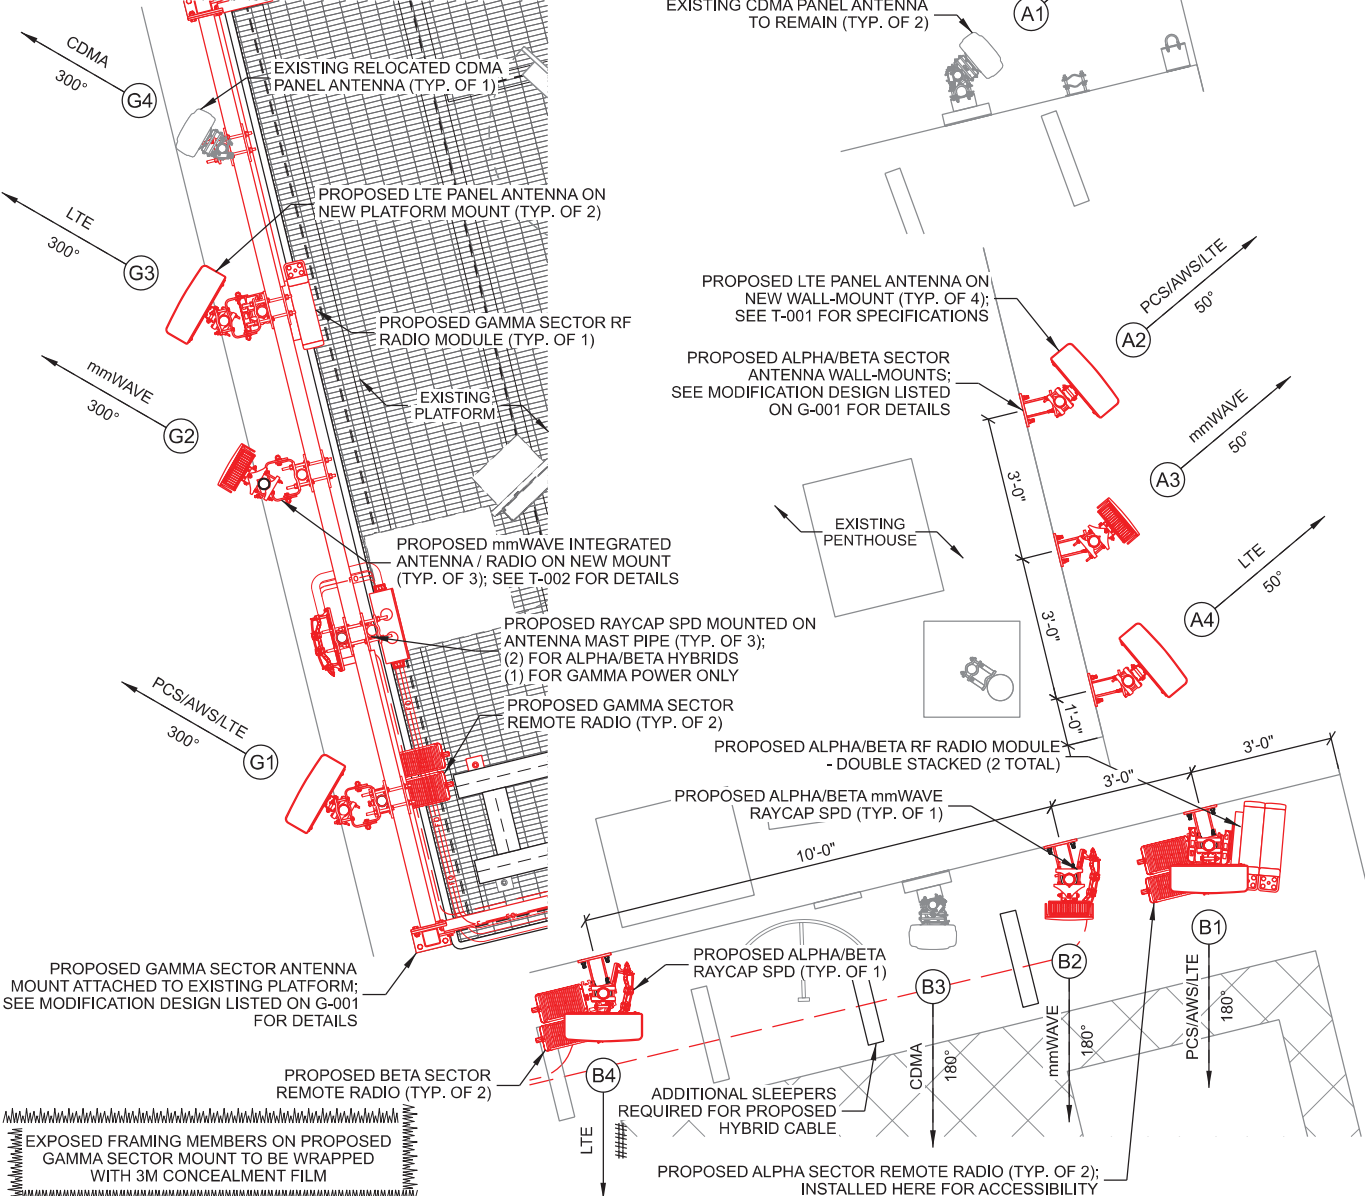 EXISTING CDMA PANEL ANTENNA
TO REMAIN (TYP. OF 2)
A1
CDMA
300°
G4
EXISTING RELOCATED CDMA
PANEL ANTENNA (TYP. OF 1)
LTE
300°
G3
PROPOSED LTE PANEL ANTENNA ON
NEW PLATFORM MOUNT (TYP. OF 2)
PROPOSED GAMMA SECTOR RF
RADIO MODULE (TYP. OF 1)
mmWAVE
300°
G2
EXISTING
PLATFORM
PROPOSED LTE PANEL ANTENNA ON
NEW WALL-MOUNT (TYP. OF 4);
SEE T-001 FOR SPECIFICATIONS
PCS/AWS/LTE
50°
A2
PROPOSED ALPHA/BETA SECTOR
ANTENNA WALL-MOUNTS;
SEE MODIFICATION DESIGN LISTED
ON G-001 FOR DETAILS
mmWAVE
50°
A3
3'-0"
EXISTING
PENTHOUSE
LTE
50°
A4
3'-0"
1'-0"
PROPOSED mmWAVE INTEGRATED
ANTENNA / RADIO ON NEW MOUNT
(TYP. OF 3); SEE T-002 FOR DETAILS
PROPOSED RAYCAP SPD MOUNTED ON
ANTENNA MAST PIPE (TYP. OF 3);
(2) FOR ALPHA/BETA HYBRIDS
(1) FOR GAMMA POWER ONLY
PCS/AWS/LTE
300°
G1
PROPOSED GAMMA SECTOR
REMOTE RADIO (TYP. OF 2)
PROPOSED ALPHA/BETA RF RADIO MODULE
- DOUBLE STACKED (2 TOTAL)
3'-0"
3'-0"
PROPOSED ALPHA/BETA mmWAVE
RAYCAP SPD (TYP. OF 1)
10'-0"
PROPOSED GAMMA SECTOR ANTENNA
MOUNT ATTACHED TO EXISTING PLATFORM;
SEE MODIFICATION DESIGN LISTED ON G-001
FOR DETAILS
PROPOSED ALPHA/BETA
RAYCAP SPD (TYP. OF 1)
B1
PCS/AWS/LTE
180°
B2
mmWAVE
180°
B3
CDMA
180°
B4
LTE
PROPOSED BETA SECTOR
REMOTE RADIO (TYP. OF 2)
ADDITIONAL SLEEPERS
REQUIRED FOR PROPOSED
HYBRID CABLE
EXPOSED FRAMING MEMBERS ON PROPOSED
GAMMA SECTOR MOUNT TO BE WRAPPED
WITH 3M CONCEALMENT FILM
PROPOSED ALPHA SECTOR REMOTE RADIO (TYP. OF 2);
INSTALLED HERE FOR ACCESSIBILITY